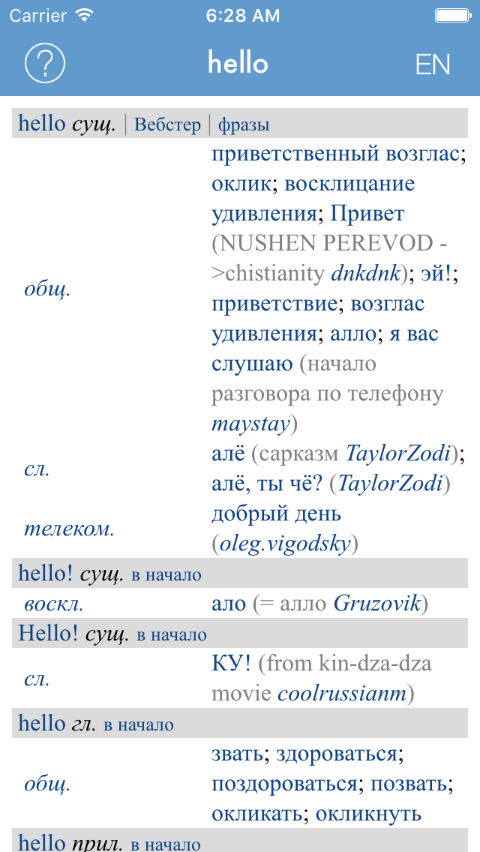 Carrier 6:28 AM
? hello EN
hello сущ. | Вебстер | фразы
приветственный возглас;
оклик; восклицание
удивления; Привет
(NUSHEN PEREVOD -
>chistianity dnkdnk); эй!;
общ.
приветствие; возглас
удивления; алло; я вас
слушаю (начало
разговора по телефону
maystay)
сл.
алё (сарказм TaylorZodi);
алё, ты чё? (TaylorZodi)
телеком.
добрый день
(oleg.vigodsky)
hello! сущ. в начало
воскл. ало (= алло Gruzovik)
Hello! сущ. в начало
сл.
КУ! (from kin-dza-dza
movie coolrussianm)
hello гл. в начало
общ.
звать; здороваться;
поздороваться; позвать;
окликать; окликнуть
hello прил. в начало